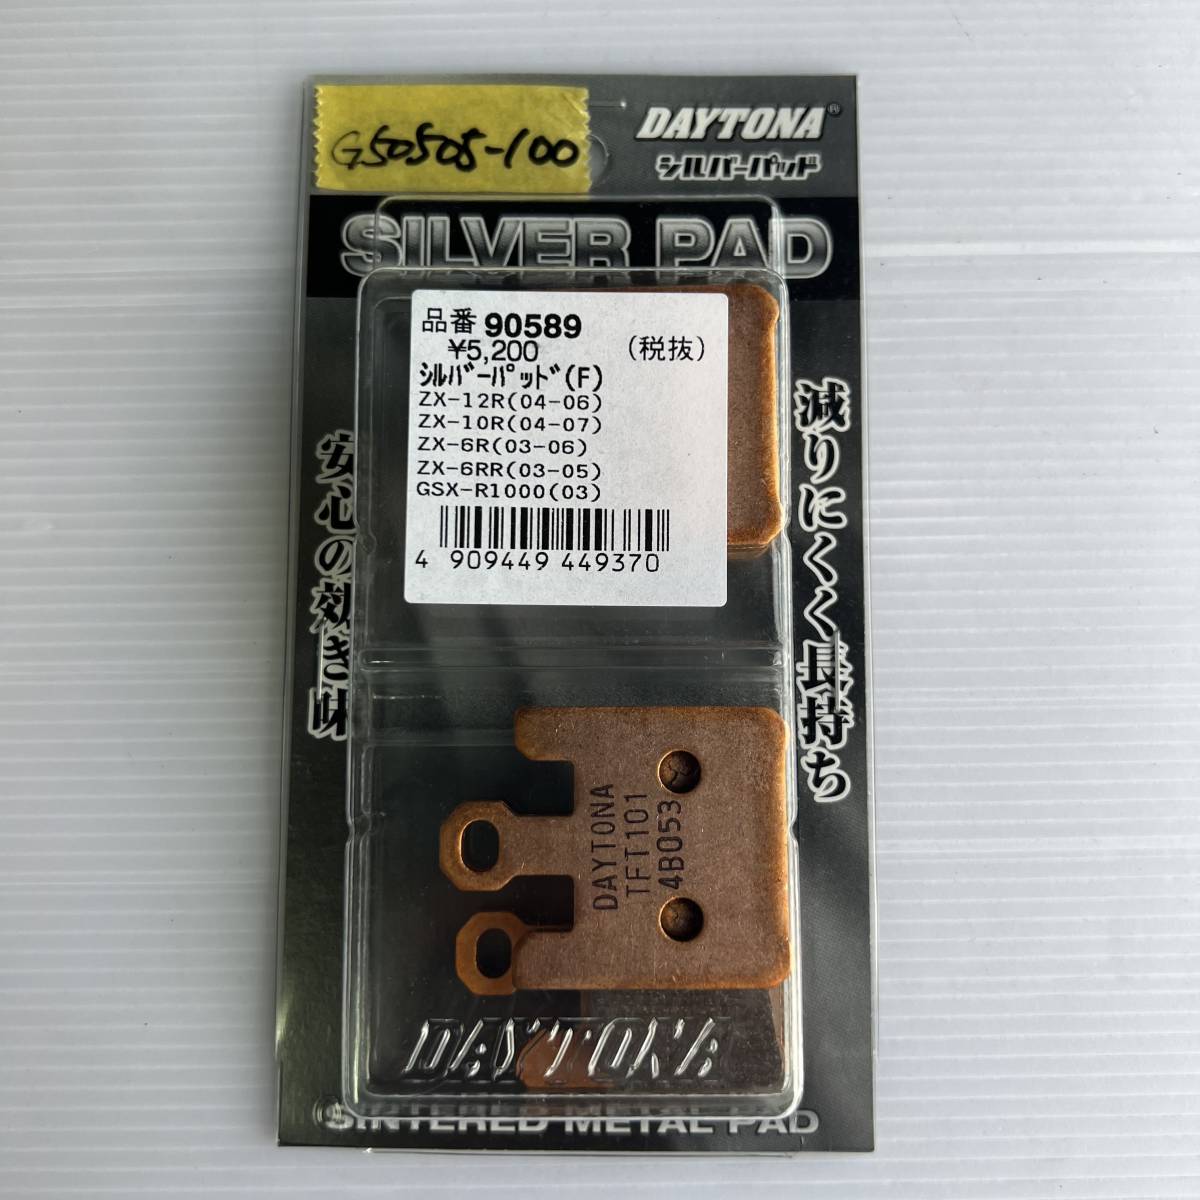 G50505-100
DAYTONA®
シルバーパッド
SILVER PAD
品番 90589
¥5,200 (税抜)
ｼﾙﾊﾞｰﾊﾟｯﾄﾞ(F)
ZX-12R(04-06)
ZX-10R(04-07)
ZX-6R(03-06)
ZX-6RR(03-05)
GSX-R1000(03)
4 909449 449370
減りにくく長持ち
安心の効き味
DAYTONA
TFT101
4B053
DAYTONA
SINTERED METAL PAD